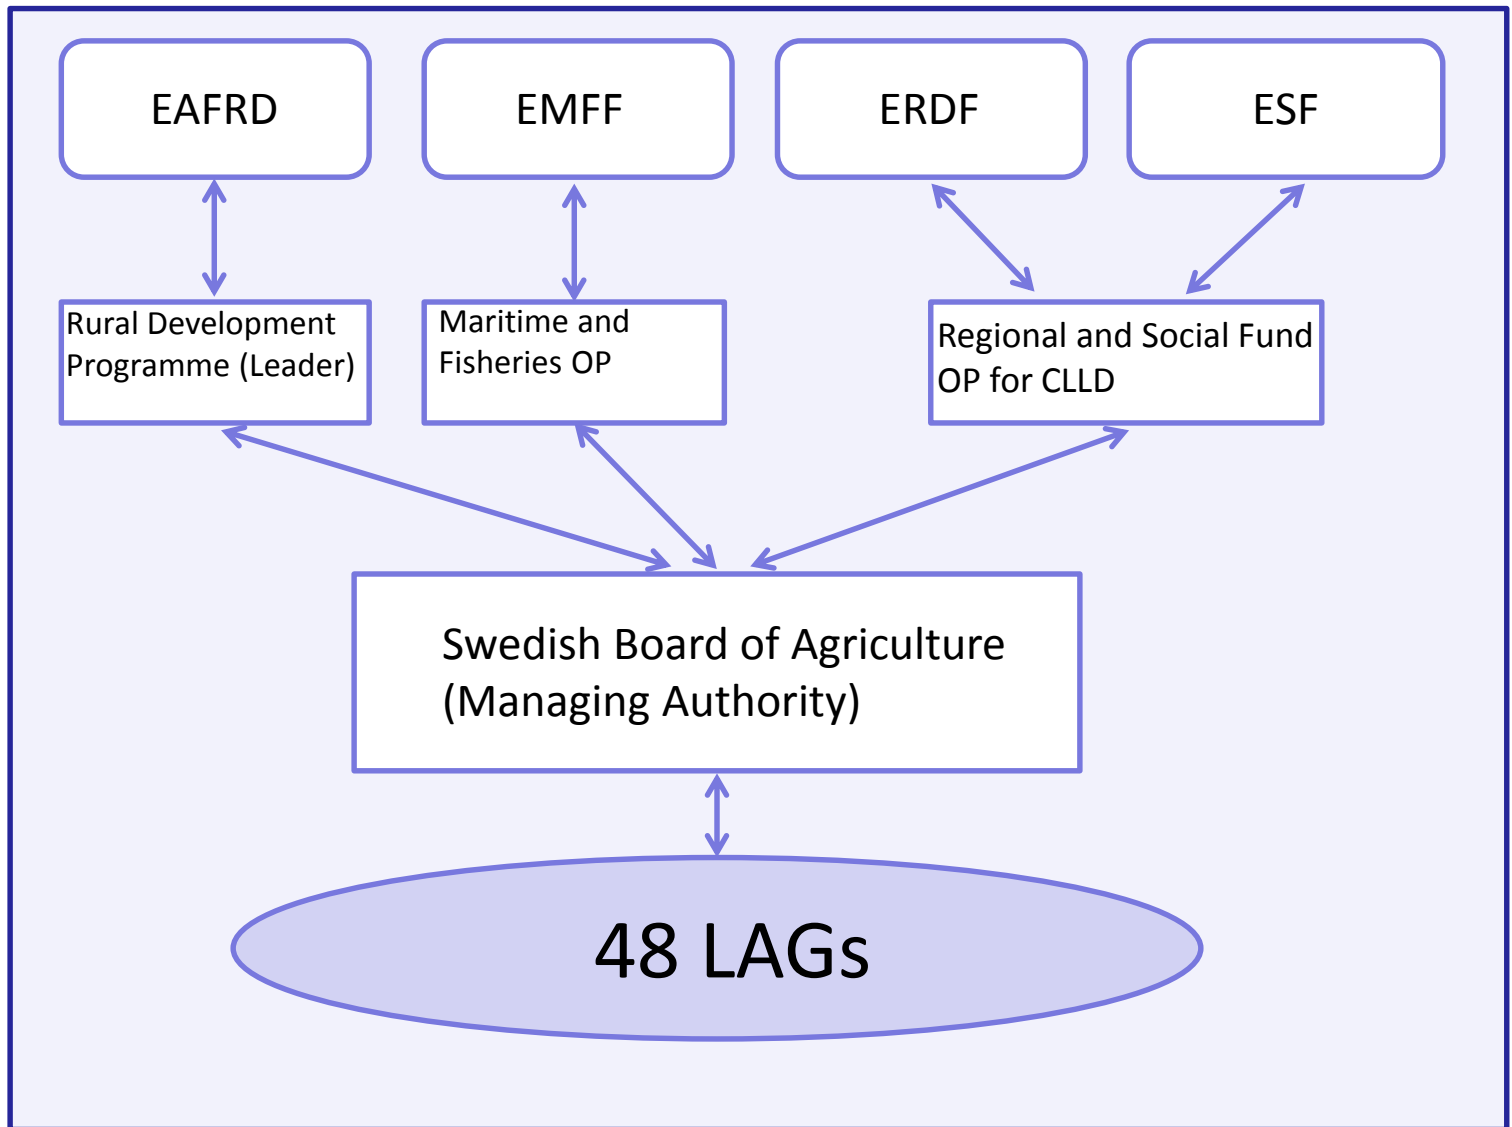 EAFRD
EMFF
ERDF
ESF
Rural Development
Programme (Leader)
Maritime and
Fisheries OP
Regional and Social Fund
OP for CLLD
Swedish Board of Agriculture
(Managing Authority)
48 LAGs